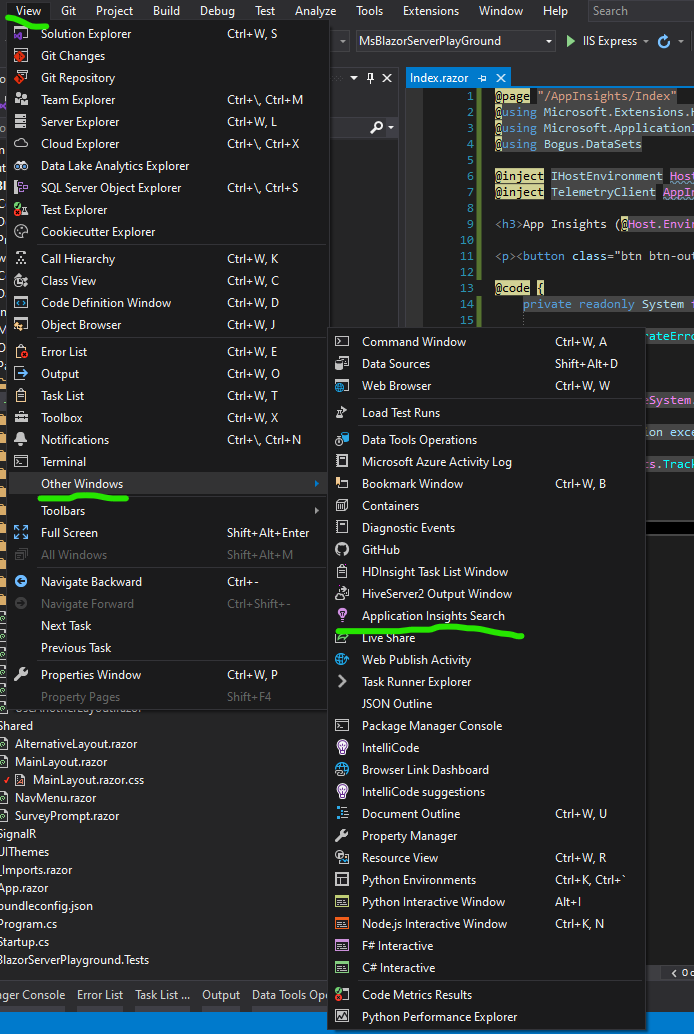 View Git Project Build Debug Test Analyze Tools Extensions Window Help Search
MsBlazorServerPlayGround IIS Express
Solution Explorer Ctrl+W, S
Git Changes
Git Repository
Team Explorer Ctrl+\, Ctrl+M
Server Explorer Ctrl+W, L
Cloud Explorer Ctrl+\, Ctrl+X
Data Lake Analytics Explorer
SQL Server Object Explorer Ctrl+\, Ctrl+S
Test Explorer
Cookiecutter Explorer
Call Hierarchy Ctrl+W, K
Class View Ctrl+W, C
Code Definition Window Ctrl+W, D
Object Browser Ctrl+W, J
Error List Ctrl+W, E
Output Ctrl+W, O
Task List Ctrl+W, T
Toolbox Ctrl+W, X
Notifications Ctrl+\, Ctrl+N
Terminal
Other Windows
Toolbars
Full Screen Shift+Alt+Enter
All Windows Shift+Alt+M
Navigate Backward Ctrl+-
Navigate Forward Ctrl+Shift+-
Next Task
Previous Task
Properties Window Ctrl+W, P
Property Pages Shift+F4
Index.razor
1 @page "/AppInsights/Index"
2 @using Microsoft.Extensions.H
3 @using Microsoft.Application
4 @using Bogus.DataSets
5
6 @inject IHostEnvironment Host
7 @inject TelemetryClient AppIn
8
9 <h3>App Insights (@Host.Envir
10
11 <p><button class="btn btn-out
12
13 @code {
14 private readonly System
15
rateErro
eSystem.
ion exce
ts.Track
Command Window Ctrl+W, A
Data Sources Shift+Alt+D
Web Browser Ctrl+W, W
Load Test Runs
Data Tools Operations
Microsoft Azure Activity Log
Bookmark Window Ctrl+W, B
Containers
Diagnostic Events
GitHub
HDInsight Task List Window
HiveServer2 Output Window
Application Insights Search
Live Share
Web Publish Activity
Task Runner Explorer
JSON Outline
Package Manager Console
IntelliCode
Browser Link Dashboard
IntelliCode suggestions
Document Outline Ctrl+W, U
Property Manager
Resource View Ctrl+W, R
Python Environments Ctrl+K, Ctrl+`
Python Interactive Window Alt+I
Node.js Interactive Window Ctrl+K, N
F# Interactive
C# Interactive
Code Metrics Results
Python Performance Explorer
Shared
AlternativeLayout.razor
MainLayout.razor
MainLayout.razor.css
NavMenu.razor
SurveyPrompt.razor
SignalR
UIThemes
_Imports.razor
App.razor
bundleconfig.json
Program.cs
Startup.cs
BlazorServerPlayground.Tests
ger Console Error List Task List ... Output Data Tools Ope